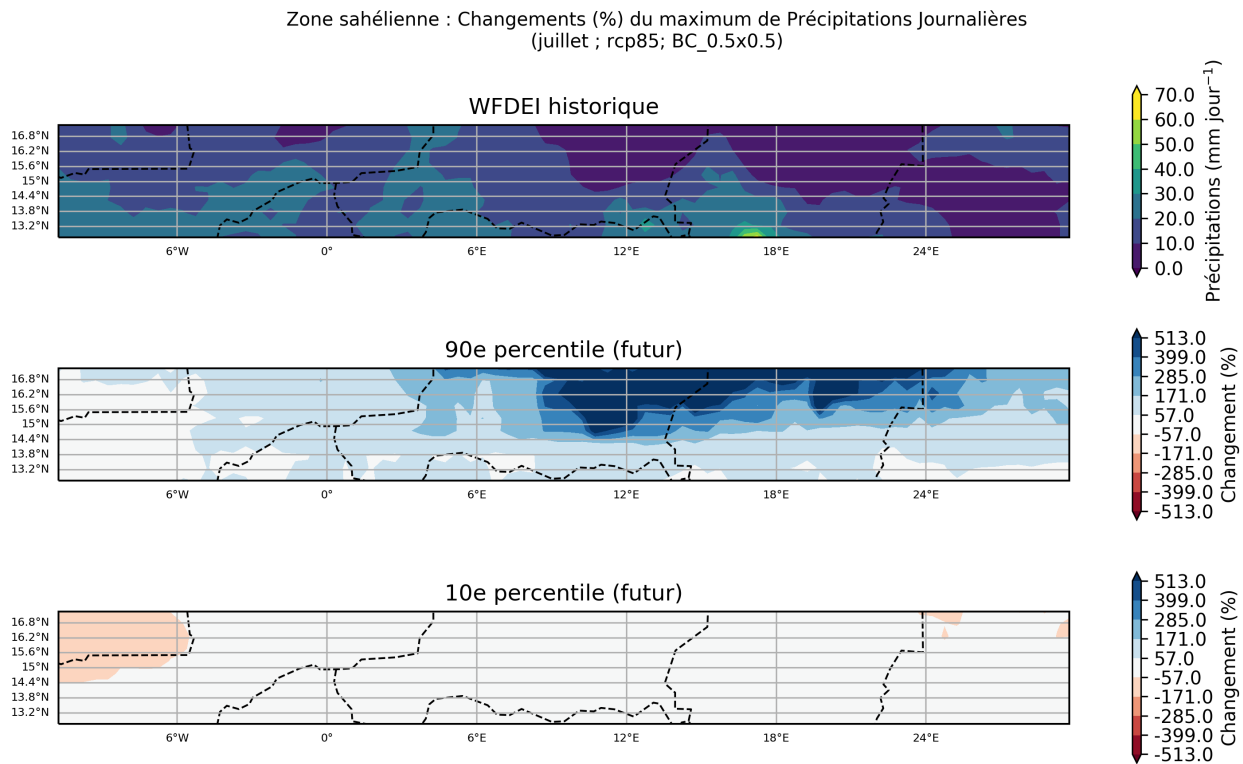 Zone sahélienne : Changements (%) du maximum de Précipitations Journalières
(juillet ; rcp85; BC_0.5x0.5)
WFDEI historique
16.8°N
16.2°N
15.6°N
15°N
14.4°N
13.8°N
13.2°N
6°W
0°
6°E
12°E
18°E
24°E
70.0
60.0
50.0
40.0
30.0
20.0
10.0
0.0
Précipitations (mm jour⁻¹)
90e percentile (futur)
16.8°N
16.2°N
15.6°N
15°N
14.4°N
13.8°N
13.2°N
6°W
0°
6°E
12°E
18°E
24°E
513.0
399.0
285.0
171.0
57.0
-57.0
-171.0
-285.0
-399.0
-513.0
Changement (%)
10e percentile (futur)
16.8°N
16.2°N
15.6°N
15°N
14.4°N
13.8°N
13.2°N
6°W
0°
6°E
12°E
18°E
24°E
513.0
399.0
285.0
171.0
57.0
-57.0
-171.0
-285.0
-399.0
-513.0
Changement (%)